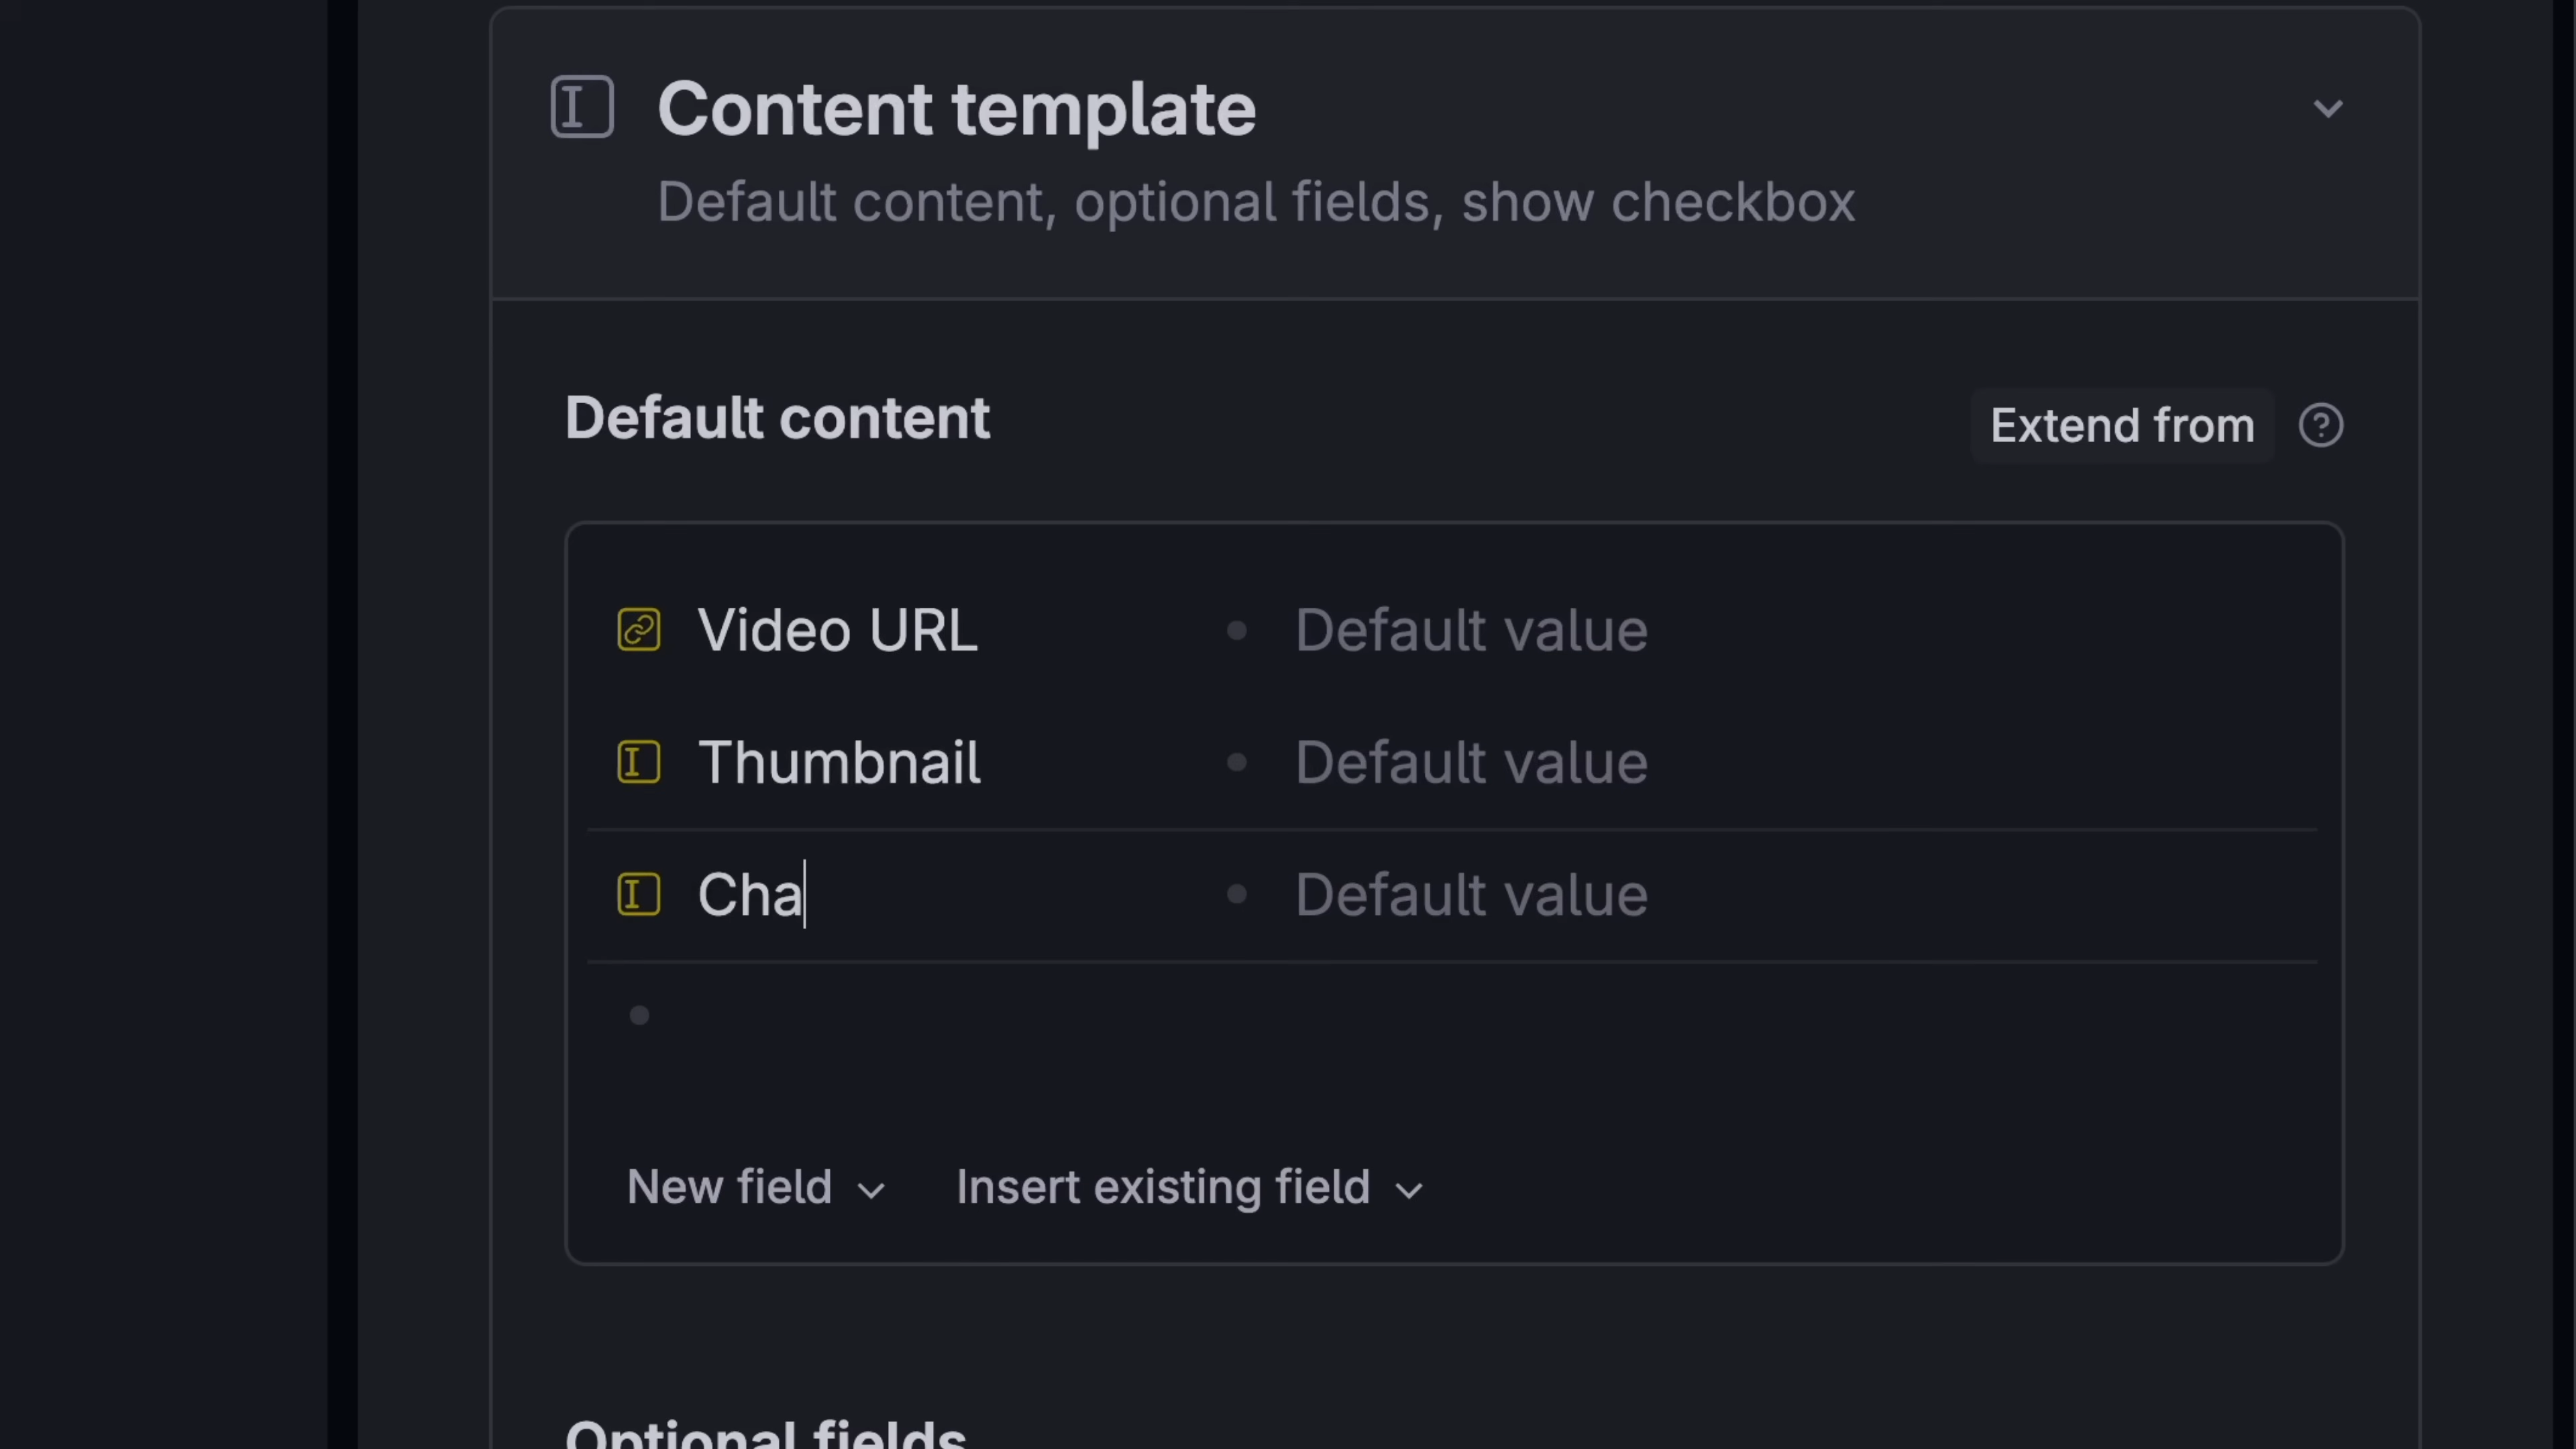 Content template
Default content, optional fields, show checkbox
Default content
Extend from
Video URL
Default value
Thumbnail
Default value
Cha
Default value
New field
Insert existing field
Optional fields